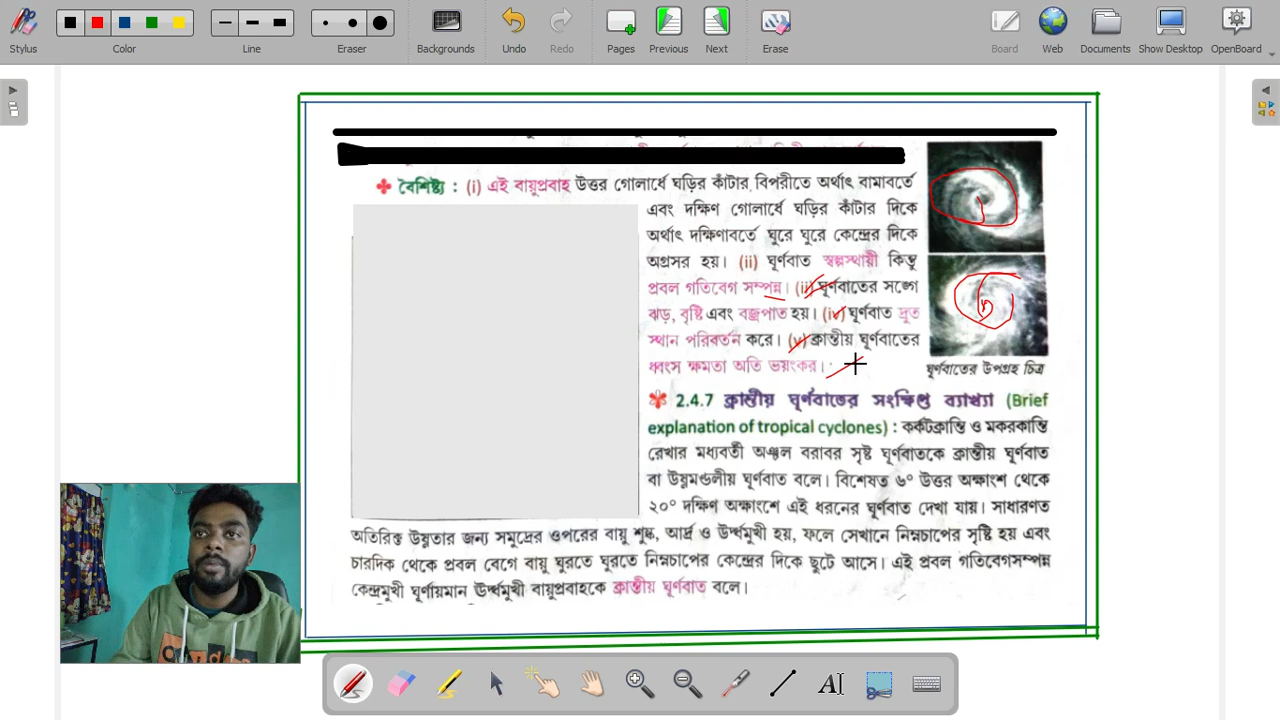 Stylus
Color
Line
Eraser
Backgrounds
Undo
Redo
Pages
Previous
Next
Erase
Board
Web
Documents
Show Desktop
OpenBoard
বৈশিষ্ট্য : (i) এই বায়ুপ্রবাহ উত্তর গোলার্ধে ঘড়ির কাঁটার বিপরীতে অর্থাৎ বামাবর্তে
এবং দক্ষিণ গোলার্ধে ঘড়ির কাঁটার দিকে
অর্থাৎ দক্ষিণাবর্তে ঘুরে ঘুরে কেন্দ্রের দিকে
অগ্রসর হয়। (ii) ঘূর্ণবাত স্বল্পস্থায়ী কিন্তু
প্রবল গতিবেগ সম্পন্ন। ঘূর্ণবাতের সঙ্গে
ঝড়, বৃষ্টি এবং বজ্রপাত হয়। (iv) ঘূর্ণবাত দ্রুত
স্থান পরিবর্তন করে। (v) ক্রান্তীয় ঘূর্ণবাতের
ধ্বংস ক্ষমতা অতি ভয়ংকর।
ঘূর্ণবাতের উপগ্রহ চিত্র
2.4.7 ক্রান্তীয় ঘূর্ণবাতের সংক্ষিপ্ত ব্যাখ্যা (Brief
explanation of tropical cyclones) : কর্কটক্রান্তি ও মকরকান্তি
রেখার মধ্যবর্তী অঞ্চল বরাবর সৃষ্ট ঘূর্ণবাতকে ক্রান্তীয় ঘূর্ণবাত
বা উষ্ণমণ্ডলীয় ঘূর্ণবাত বলে। বিশেষত ৬° উত্তর অক্ষাংশ থেকে
২০° দক্ষিণ অক্ষাংশে এই ধরনের ঘূর্ণবাত দেখা যায়। সাধারণত
অতিরিক্ত উষ্ণতার জন্য সমুদ্রের ওপরের বায়ু শুষ্ক, আর্দ্র ও উর্ধ্বমুখী হয়, ফলে সেখানে নিম্নচাপের সৃষ্টি হয় এবং
চারদিক থেকে প্রবল বেগে বায়ু ঘুরতে ঘুরতে নিম্নচাপের কেন্দ্রের দিকে ছুটে আসে। এই প্রবল গতিবেগসম্পন্ন
কেন্দ্রমুখী ঘূর্ণায়মান ঊর্ধ্বমুখী বায়ুপ্রবাহকে ক্রান্তীয় ঘূর্ণবাত বলে।